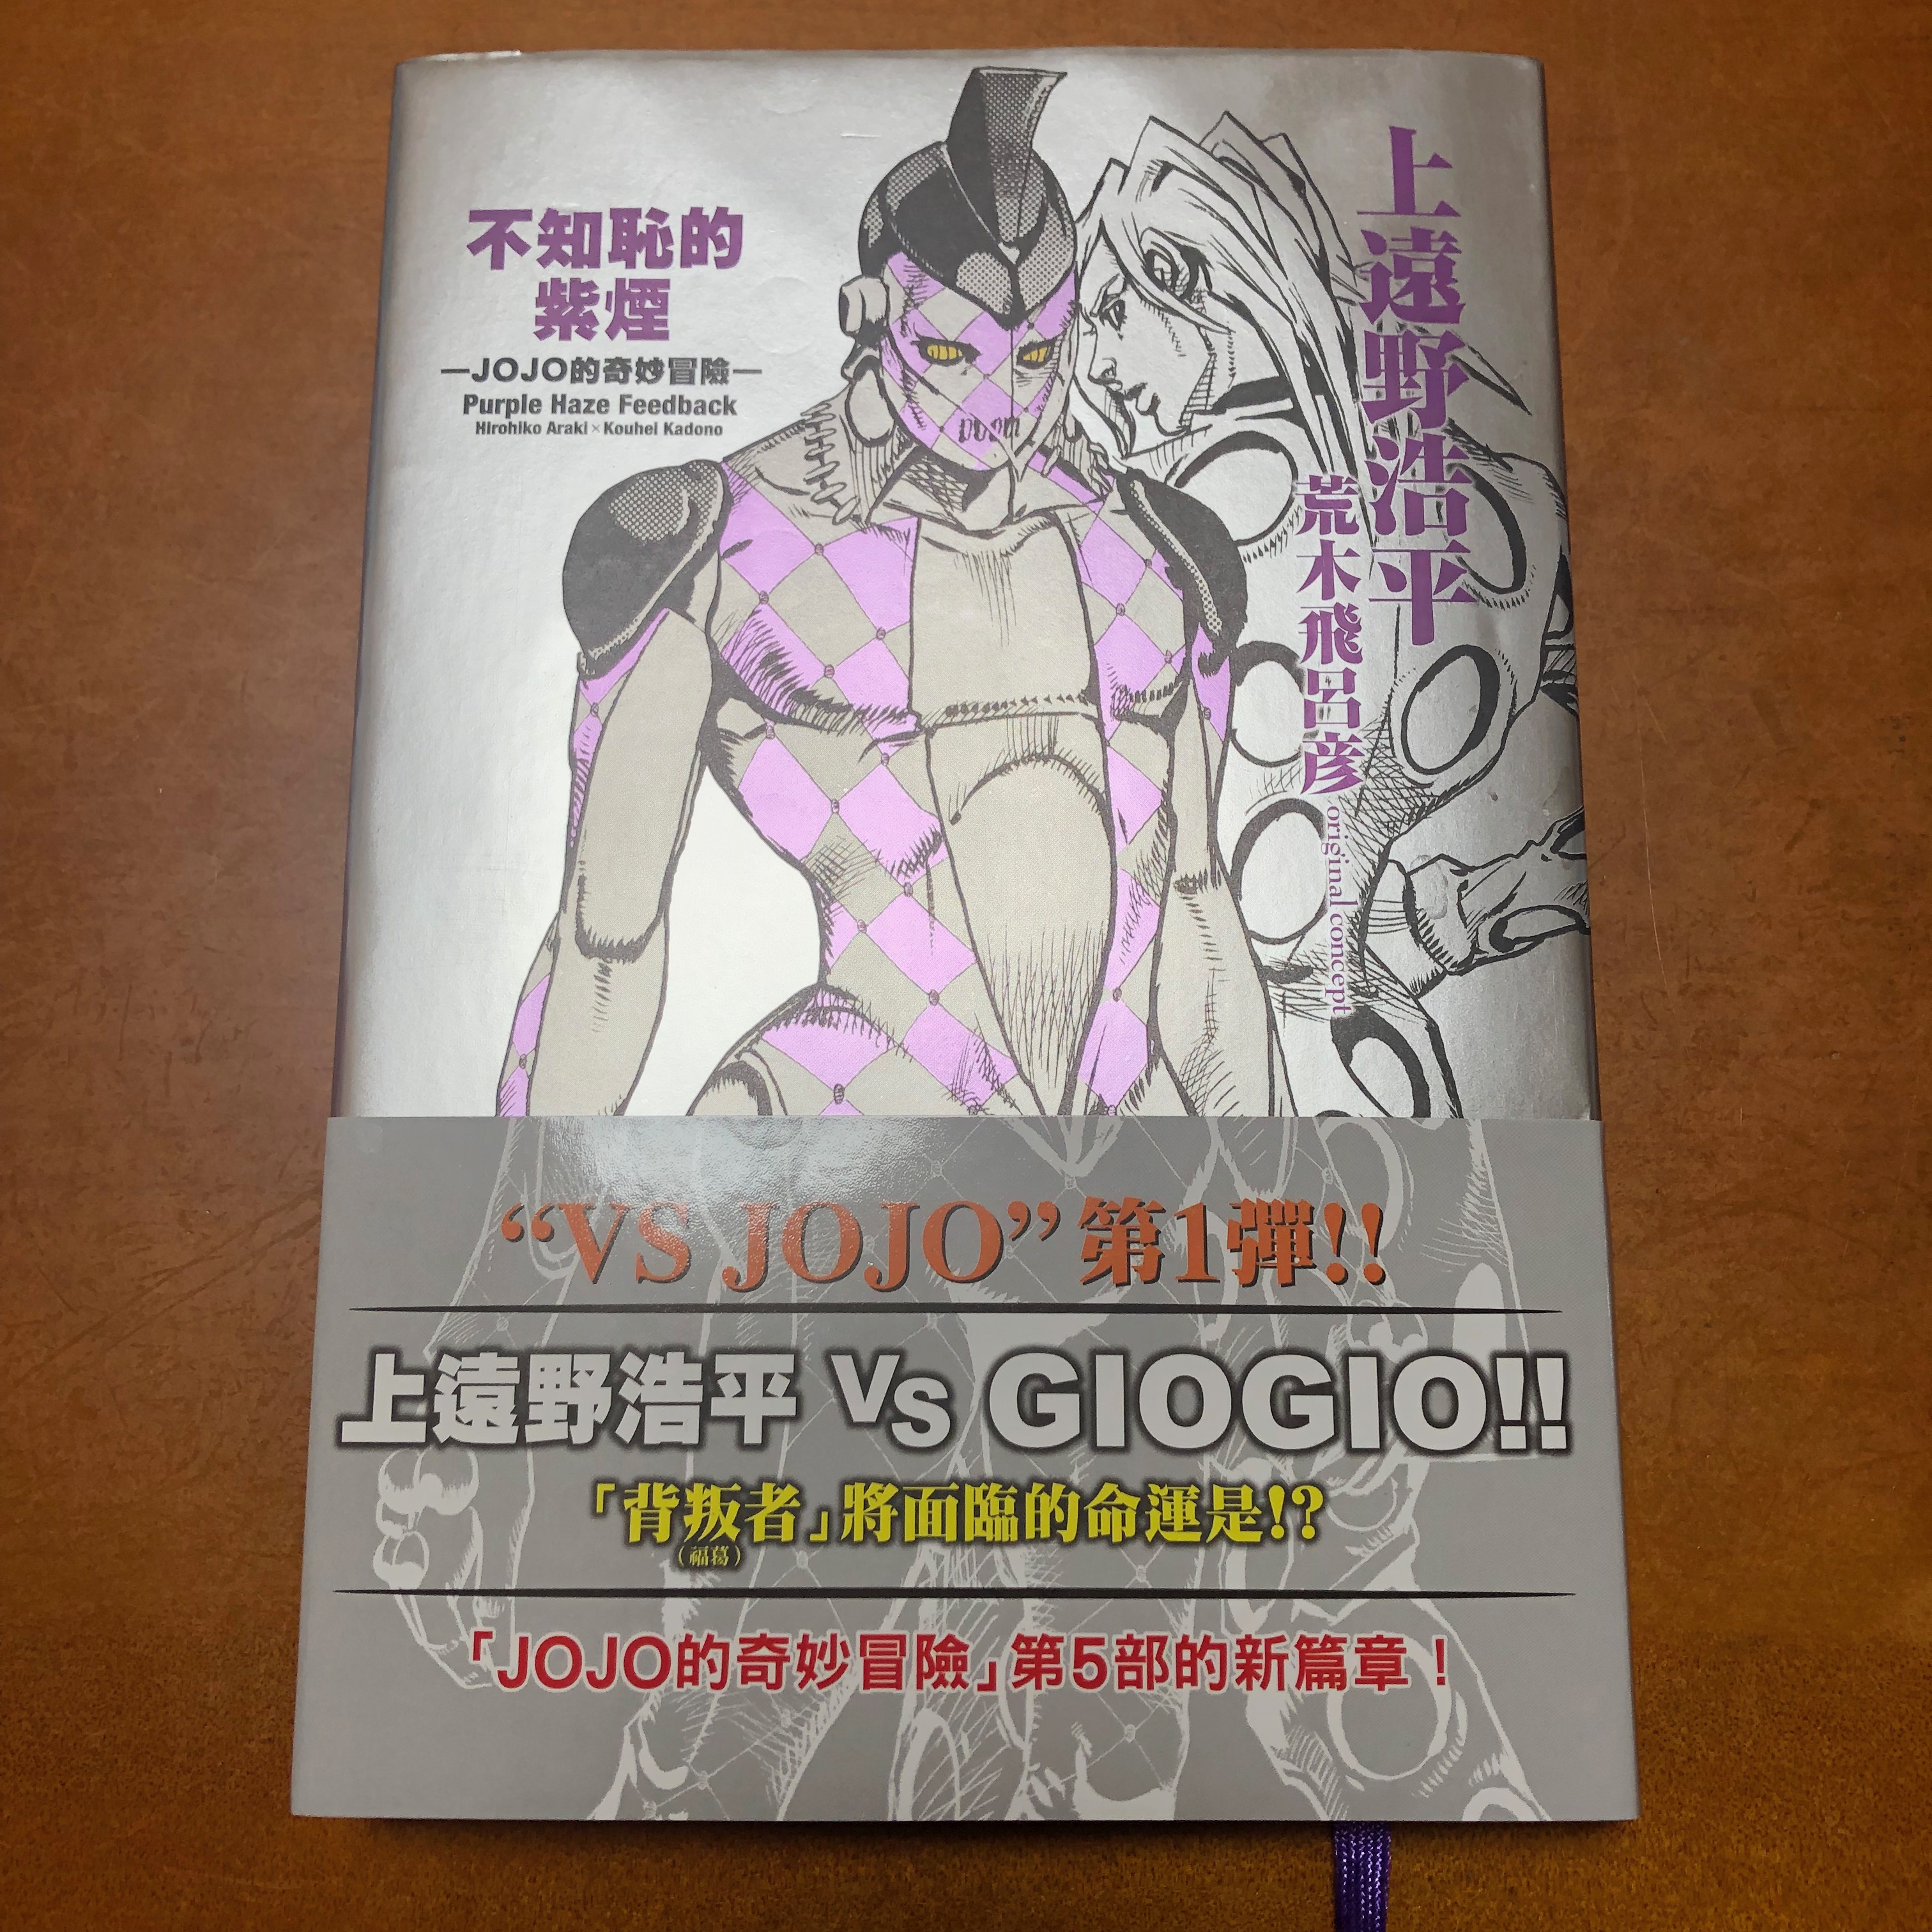 不知恥的
紫煙
—JOJO的奇妙冒險—
Purple Haze Feedback
Hirohiko Araki×Kouhei Kadono
上遠野浩平
荒木飛呂彦
original concept
“VS JOJO”第1彈!!
上遠野浩平 Vs GIOGIO!!
「背叛者」將面臨的命運是!?
(福葛)
「JOJO的奇妙冒險」第5部的新篇章！